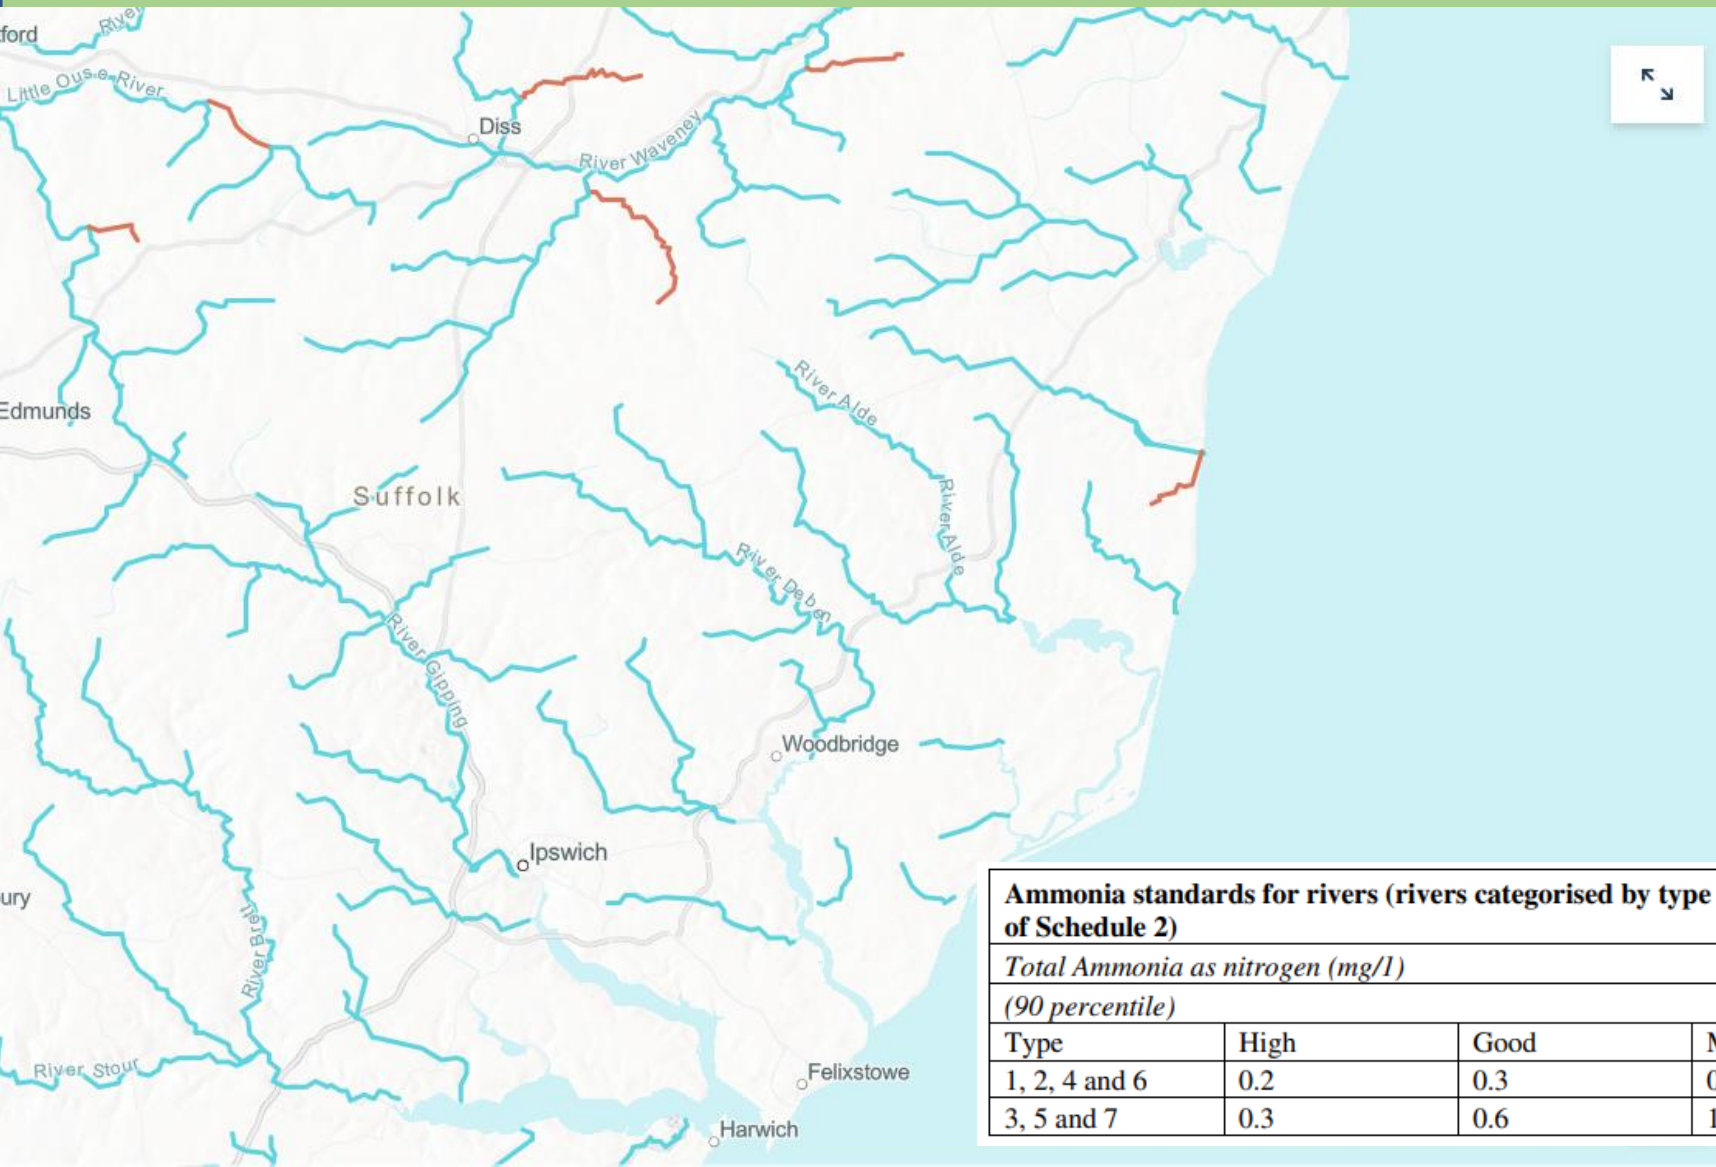 River
ford
Little Ouse River
Diss
River Waveney
River Alde
Edmunds
Suffolk
River Alde
River Deben
River Gipping
Woodbridge
Ipswich
ury
River Brett
River Stour
Felixstowe
Harwich
Ammonia standards for rivers (rivers categorised by type
of Schedule 2)
Total Ammonia as nitrogen (mg/l)
(90 percentile)
Type High Good
1, 2, 4 and 6 0.2 0.3 0
3, 5 and 7 0.3 0.6 1